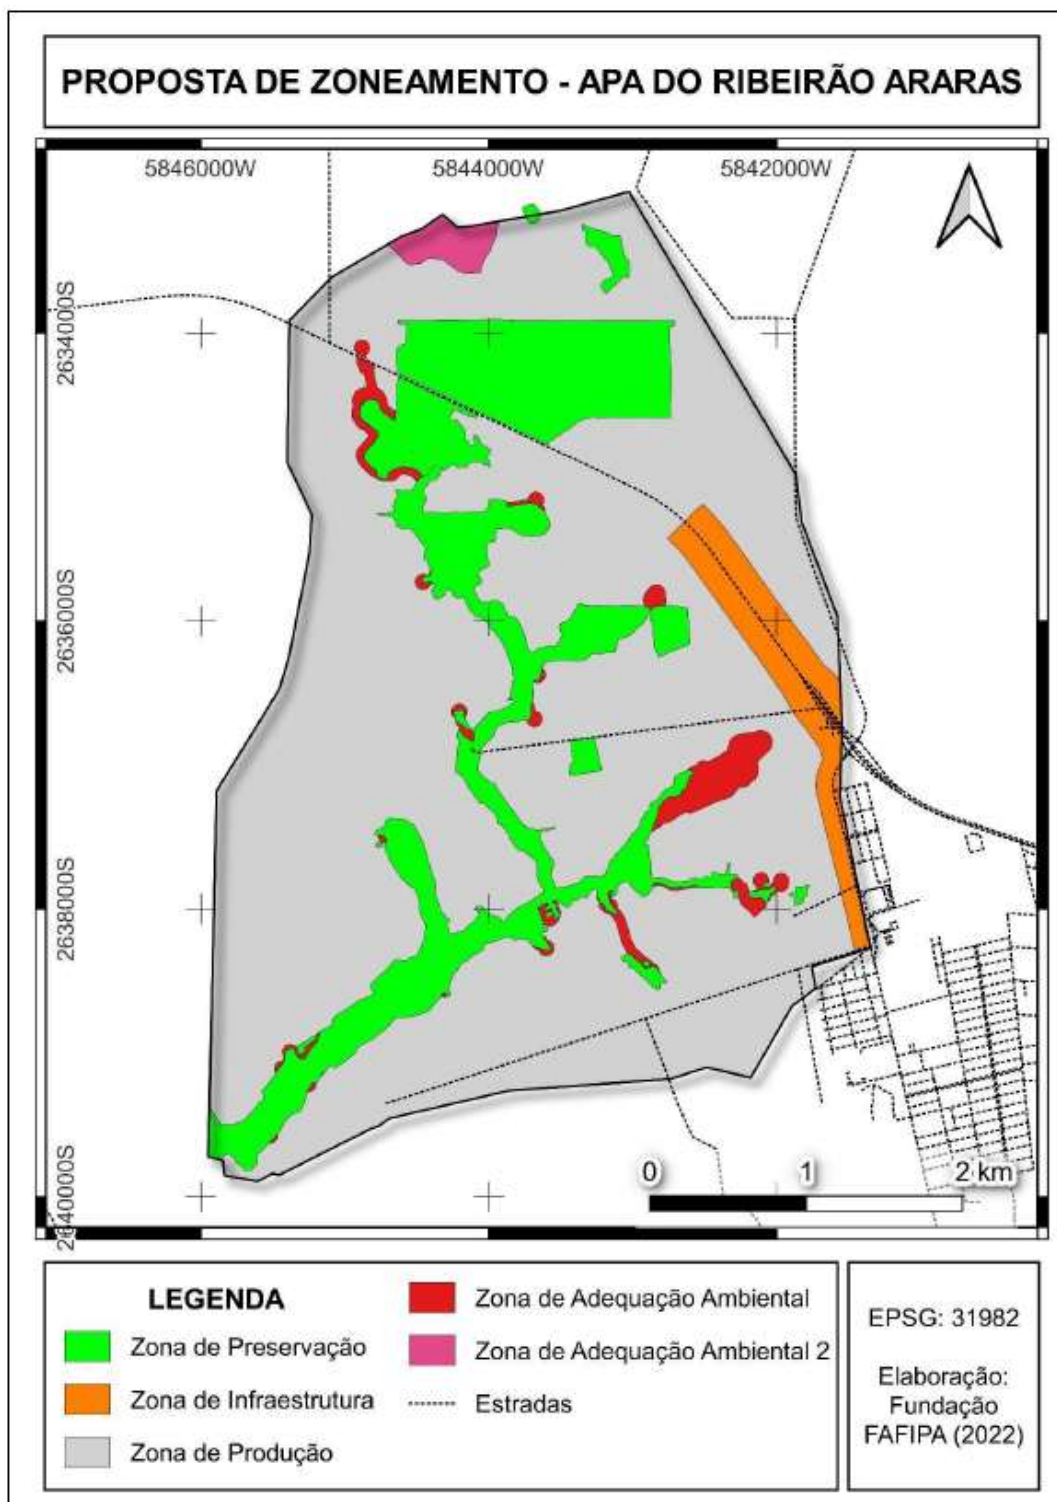 PROPOSTA DE ZONEAMENTO - APA DO RIBEIRÃO ARARAS
5846000W
5844000W
5842000W
2634000S
2636000S
2638000S
2640000S
0
1
2 km
LEGENDA
Zona de Preservação
Zona de Infraestrutura
Zona de Produção
Zona de Adequação Ambiental
Zona de Adequação Ambiental 2
Estradas
EPSG: 31982
Elaboração:
Fundação
FAFIPA (2022)